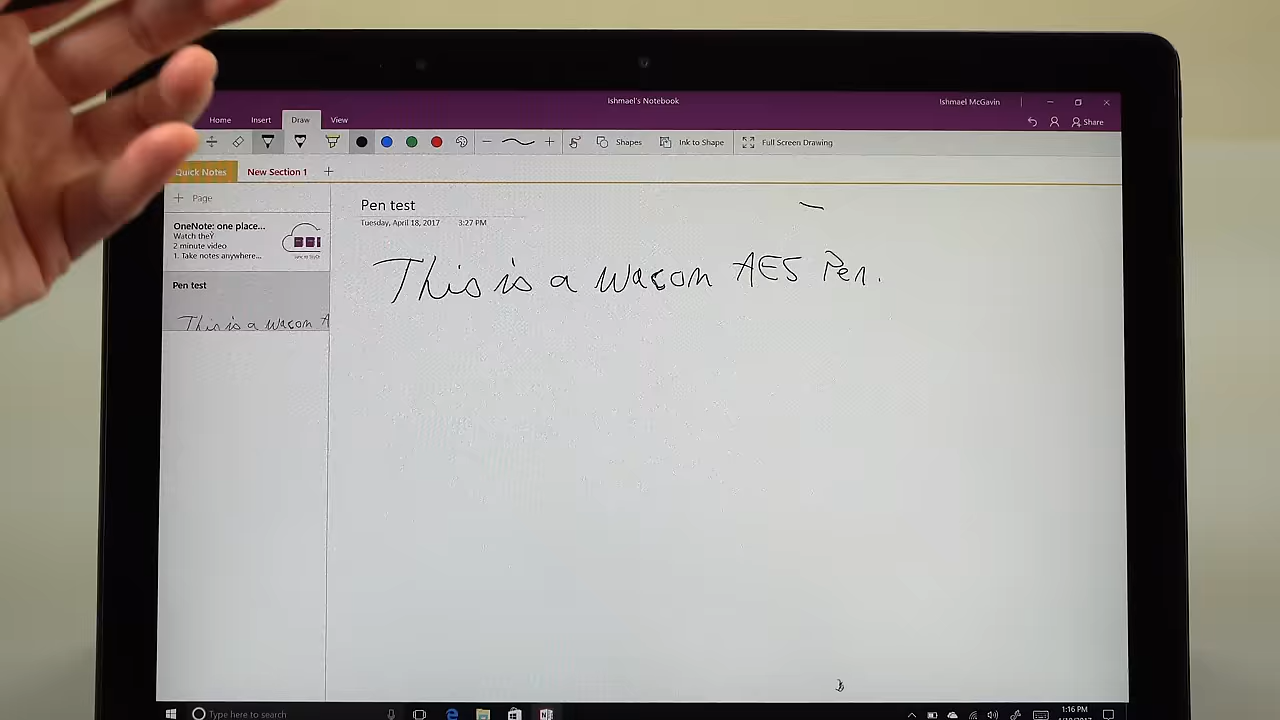 Ishmael's Notebook
Ishmael McGavin
Home Insert Draw View
Share
Shapes
Ink to Shape
Full Screen Drawing
Quick Notes
New Section 1
Page
OneNote: one place...
Watch the
2 minute video
1. Take notes anywhere...
Pen test
This is a Wacom A
Pen test
Tuesday, April 18, 2017 3:27 PM
This is a Wacom AES Pen.
Type here to search
1:16 PM